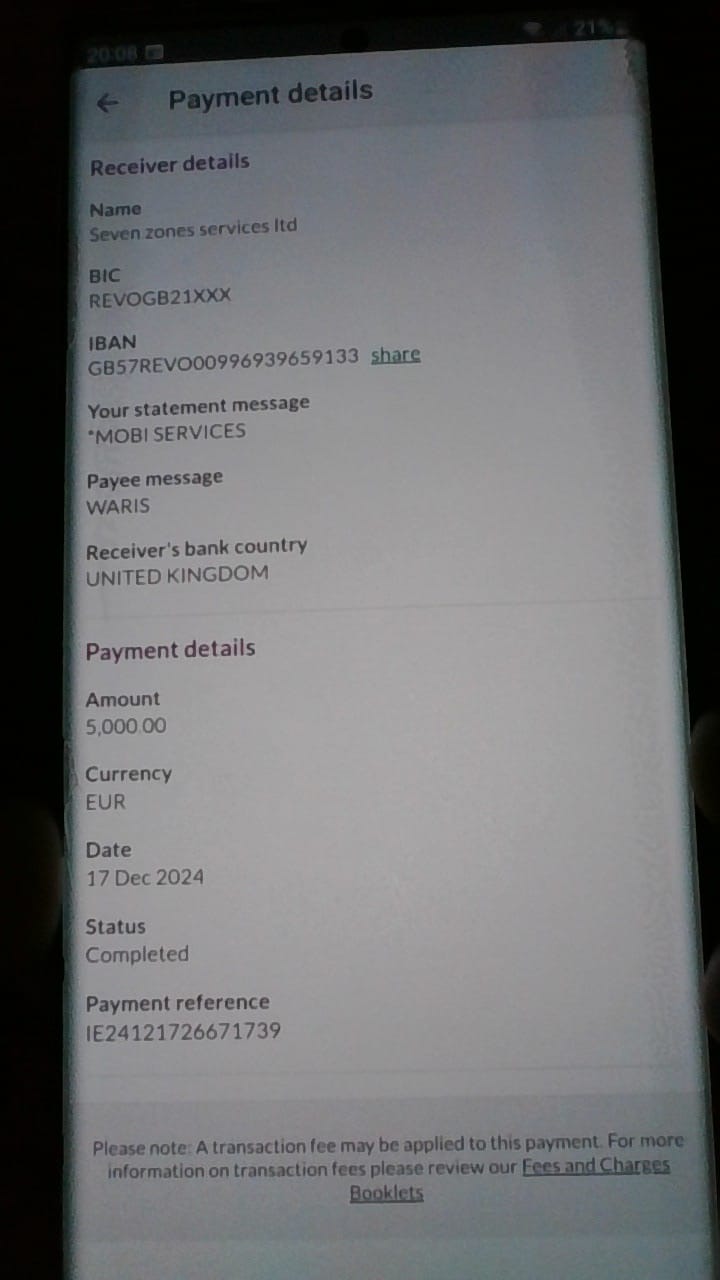 20:08
21%
Payment details
Receiver details
Name
Seven zones services ltd
BIC
REVOGB21XXX
IBAN
GB57REVO00996939659133 share
Your statement message
*MOBI SERVICES
Payee message
WARIS
Receiver's bank country
UNITED KINGDOM
Payment details
Amount
5,000.00
Currency
EUR
Date
17 Dec 2024
Status
Completed
Payment reference
IE24121726671739
Please note: A transaction fee may be applied to this payment. For more
information on transaction fees please review our Fees and Charges
Booklets